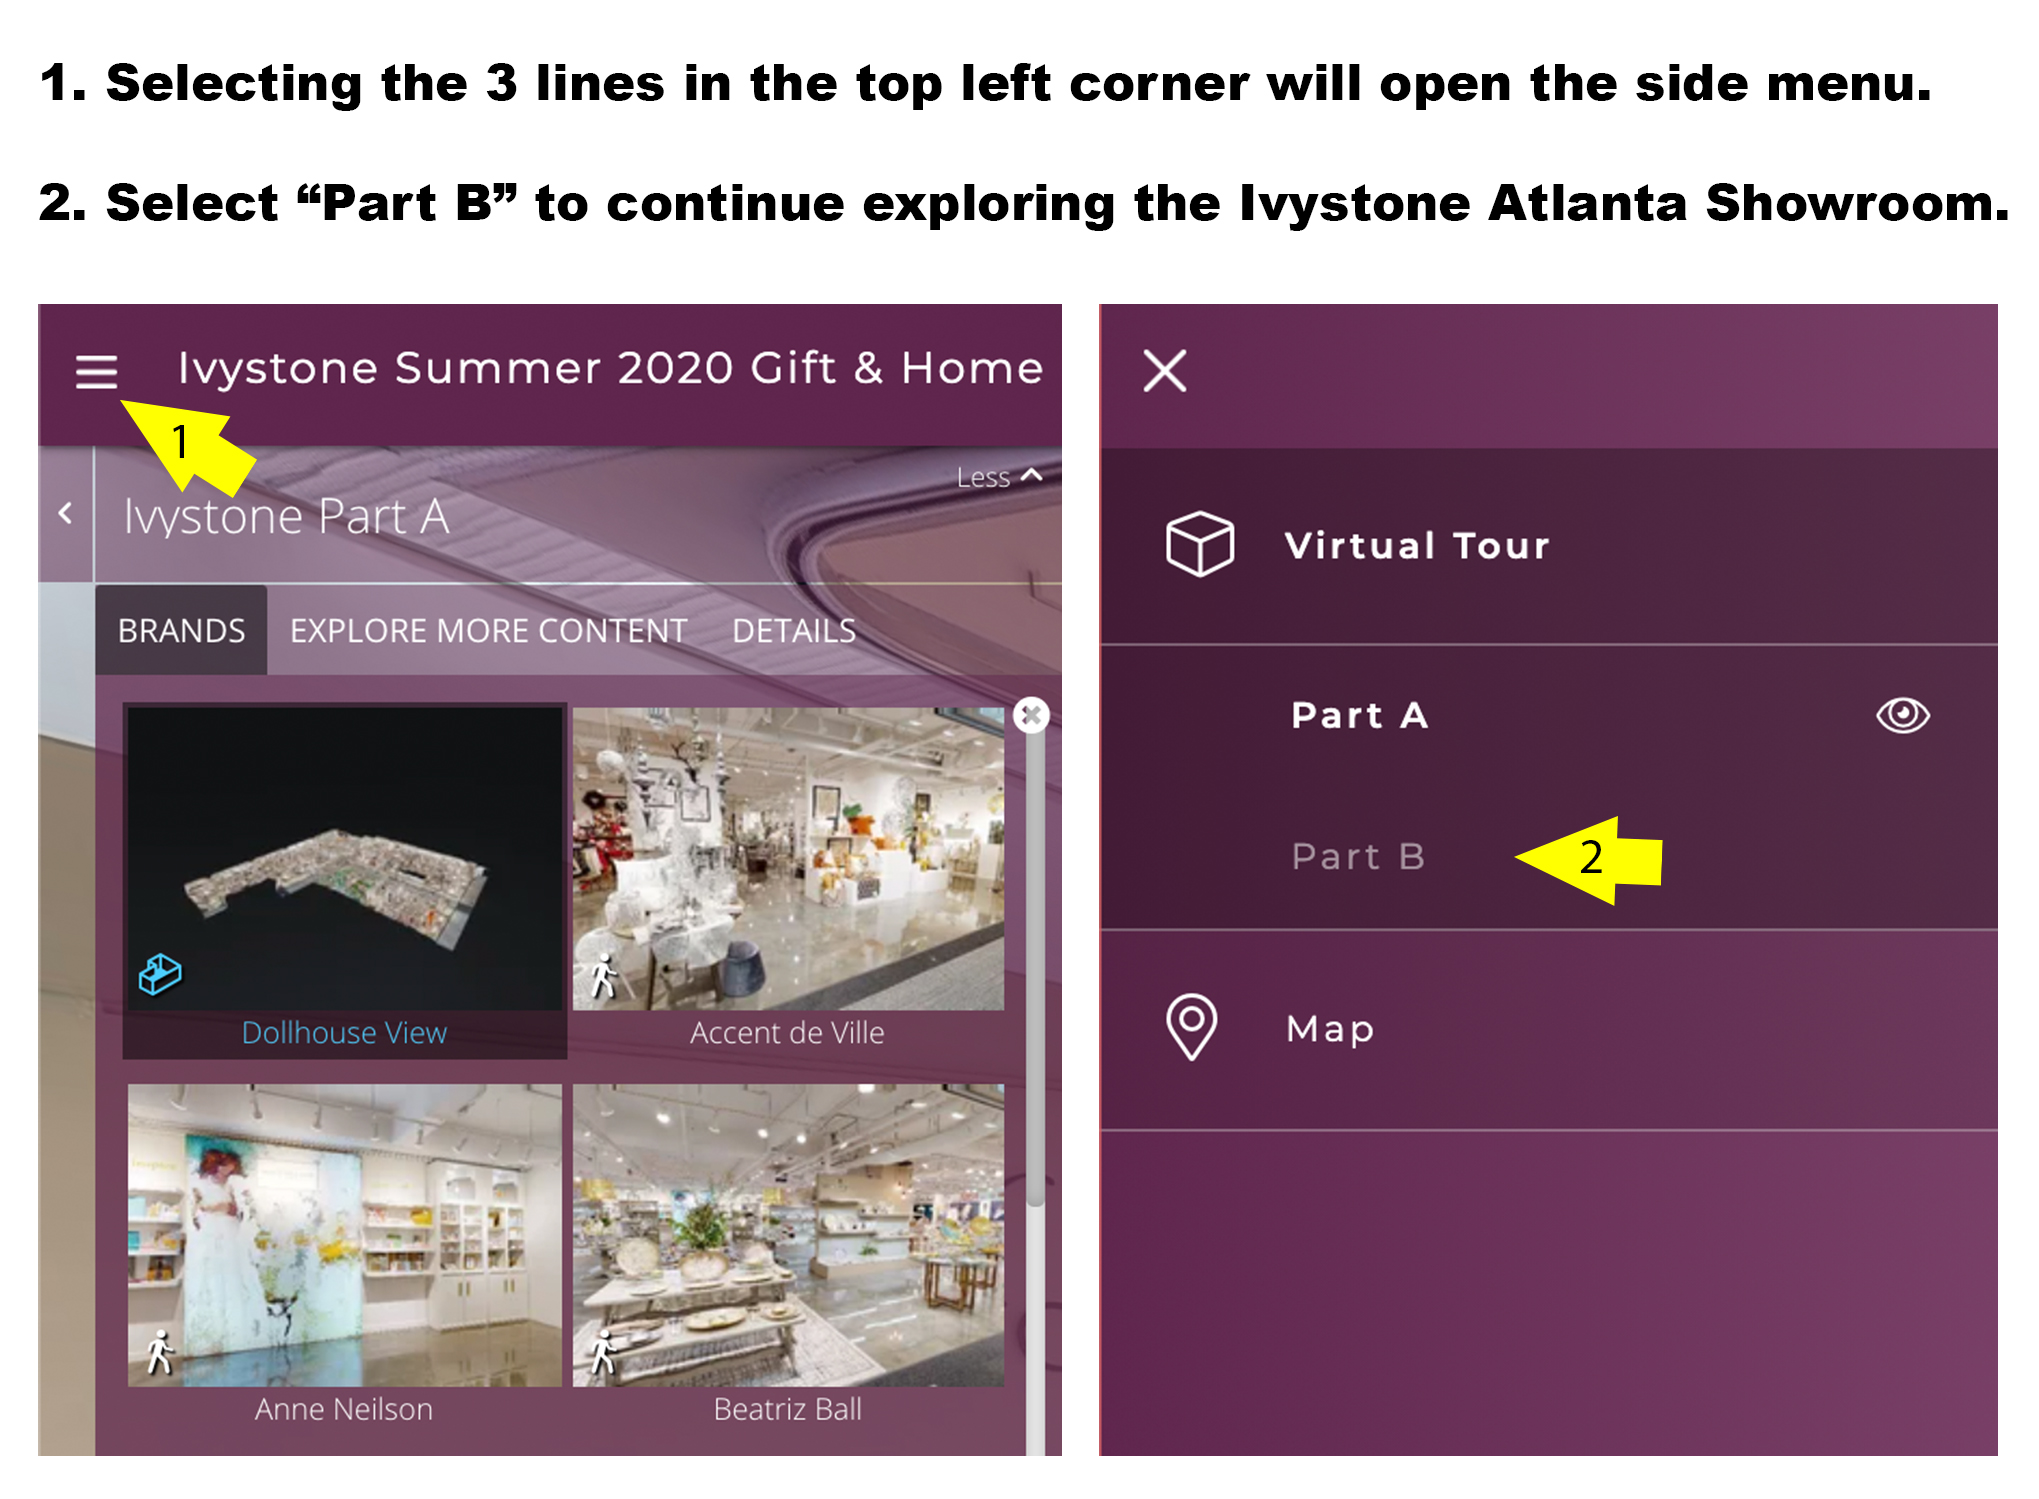 1. Selecting the 3 lines in the top left corner will open the side menu.
2. Select “Part B” to continue exploring the Ivystone Atlanta Showroom.
Ivystone Summer 2020 Gift & Home
1
Less
Ivystone Part A
BRANDS EXPLORE MORE CONTENT DETAILS
Dollhouse View
Accent de Ville
Anne Neilson
Beatriz Ball
Virtual Tour
Part A
Part B
2
Map